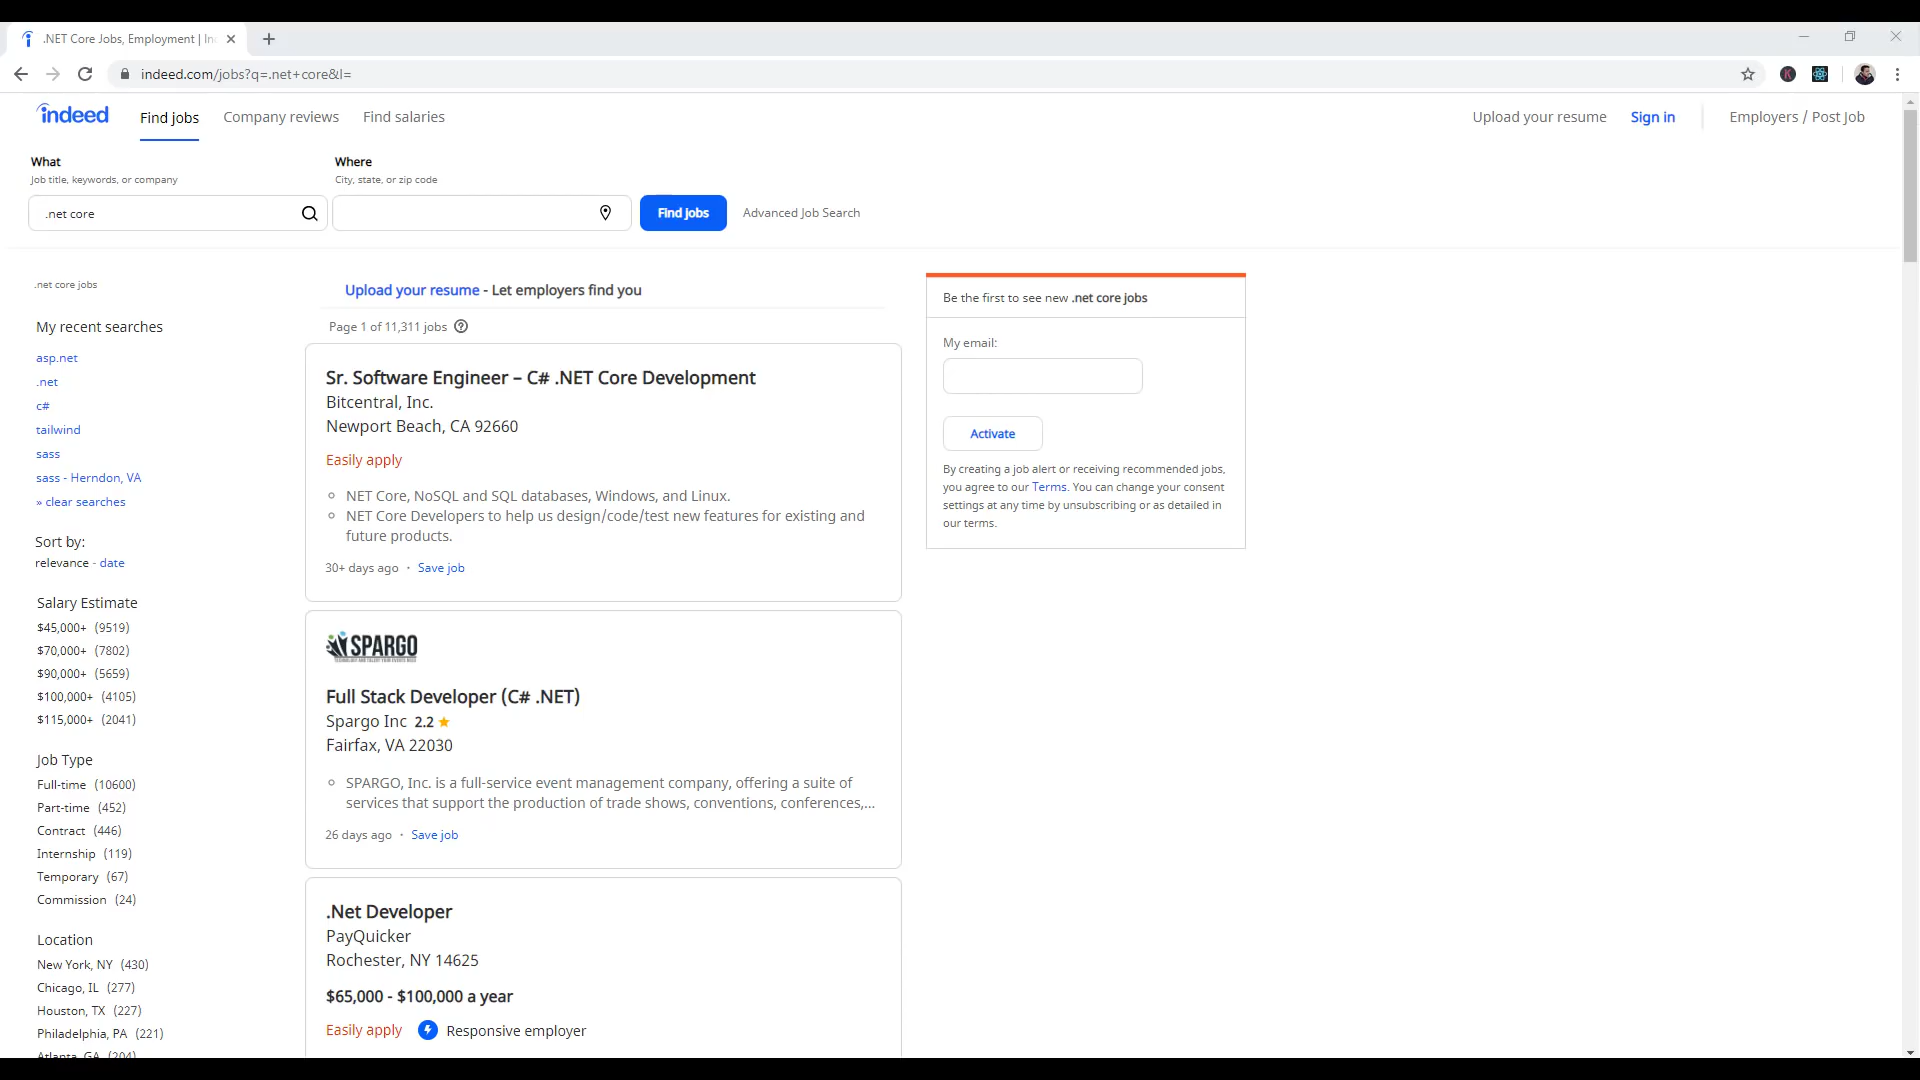 .NET Core Jobs, Employment | In
indeed.com/jobs?q=.net+core&l=
indeed
Find jobs
Company reviews
Find salaries
Upload your resume
Sign in
Employers / Post Job
What
Job title, keywords, or company
Where
City, state, or zip code
.net core
Find jobs
Advanced Job Search
.net core jobs
My recent searches
asp.net
.net
c#
tailwind
sass
sass - Herndon, VA
» clear searches
Sort by:
relevance - date
Salary Estimate
$45,000+ (9519)
$70,000+ (7802)
$90,000+ (5659)
$100,000+ (4105)
$115,000+ (2041)
Job Type
Full-time (10600)
Part-time (452)
Contract (446)
Internship (119)
Temporary (67)
Commission (24)
Location
New York, NY (430)
Chicago, IL (277)
Houston, TX (227)
Philadelphia, PA (221)
Atlanta, GA (204)
Upload your resume - Let employers find you
Page 1 of 11,311 jobs
Sr. Software Engineer – C# .NET Core Development
Bitcentral, Inc.
Newport Beach, CA 92660
Easily apply
NET Core, NoSQL and SQL databases, Windows, and Linux.
NET Core Developers to help us design/code/test new features for existing and
future products.
30+ days ago · Save job
SPARGO
Full Stack Developer (C# .NET)
Spargo Inc 2.2
Fairfax, VA 22030
SPARGO, Inc. is a full-service event management company, offering a suite of
services that support the production of trade shows, conventions, conferences,...
26 days ago · Save job
.Net Developer
PayQuicker
Rochester, NY 14625
$65,000 - $100,000 a year
Easily apply
Responsive employer
Be the first to see new .net core jobs
My email:
Activate
By creating a job alert or receiving recommended jobs,
you agree to our Terms. You can change your consent
settings at any time by unsubscribing or as detailed in
our terms.